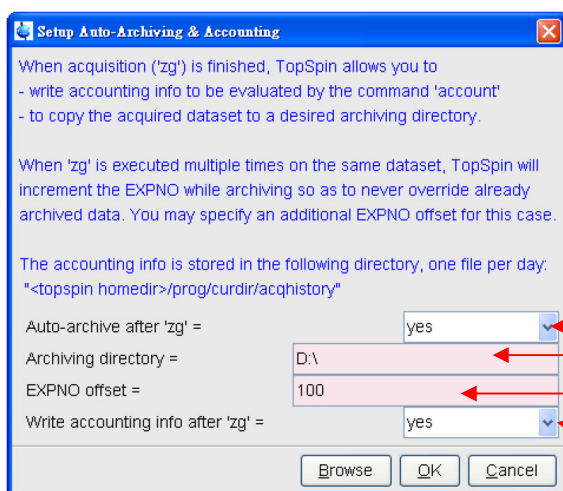 Setup Auto-Archiving & Accounting
When acquisition ('zg') is finished, TopSpin allows you to
- write accounting info to be evaluated by the command 'account'
- to copy the acquired dataset to a desired archiving directory.
When 'zg' is executed multiple times on the same dataset, TopSpin will
increment the EXPNO while archiving so as to never override already
archived data. You may specify an additional EXPNO offset for this case.
The accounting info is stored in the following directory, one file per day:
"<topspin homedir>/prog/curdir/acqhistory"
Auto-archive after 'zg' = yes
Archiving directory = D:\
EXPNO offset = 100
Write accounting info after 'zg' = yes
Browse OK Cancel